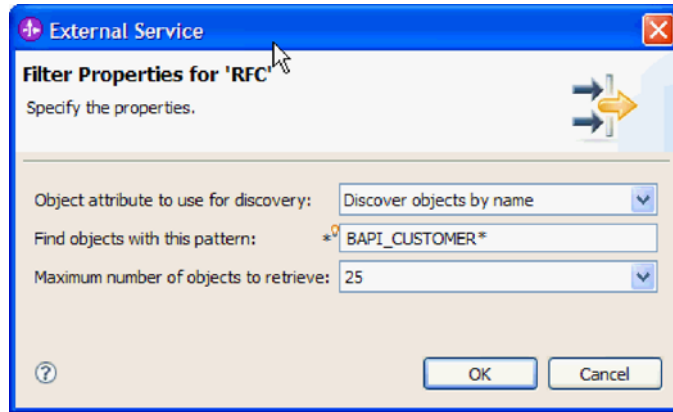 External Service
Filter Properties for 'RFC'
Specify the properties.
Object attribute to use for discovery: Discover objects by name
Find objects with this pattern: * BAPI_CUSTOMER*
Maximum number of objects to retrieve: 25
? OK Cancel